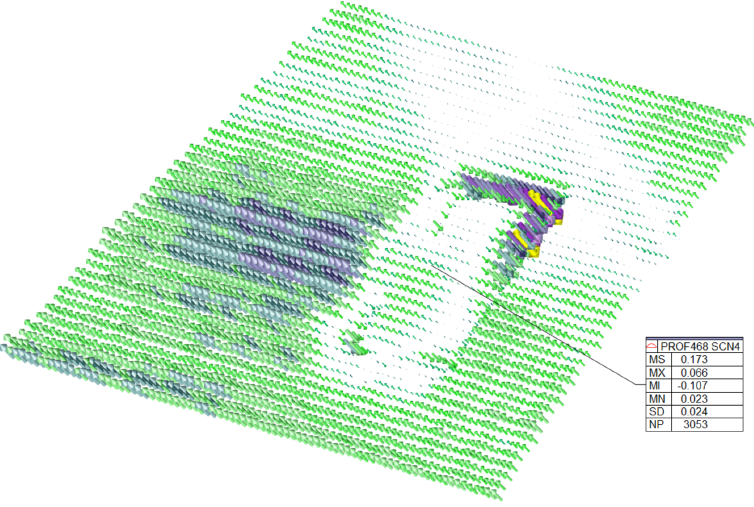 PROF468 SCN4
MS 0.173
MX 0.066
MI -0.107
MN 0.023
SD 0.024
NP 3053